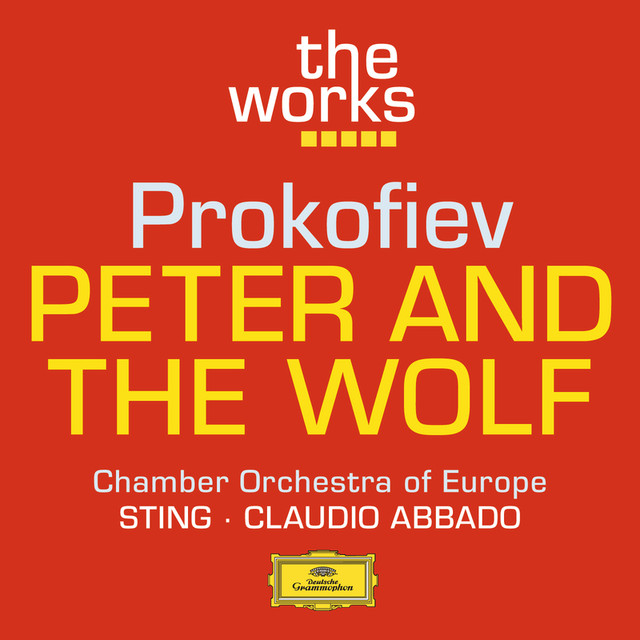 the
works
Prokofiev
PETER AND
THE WOLF
Chamber Orchestra of Europe
STING · CLAUDIO ABBADO
Deutsche
Grammophon